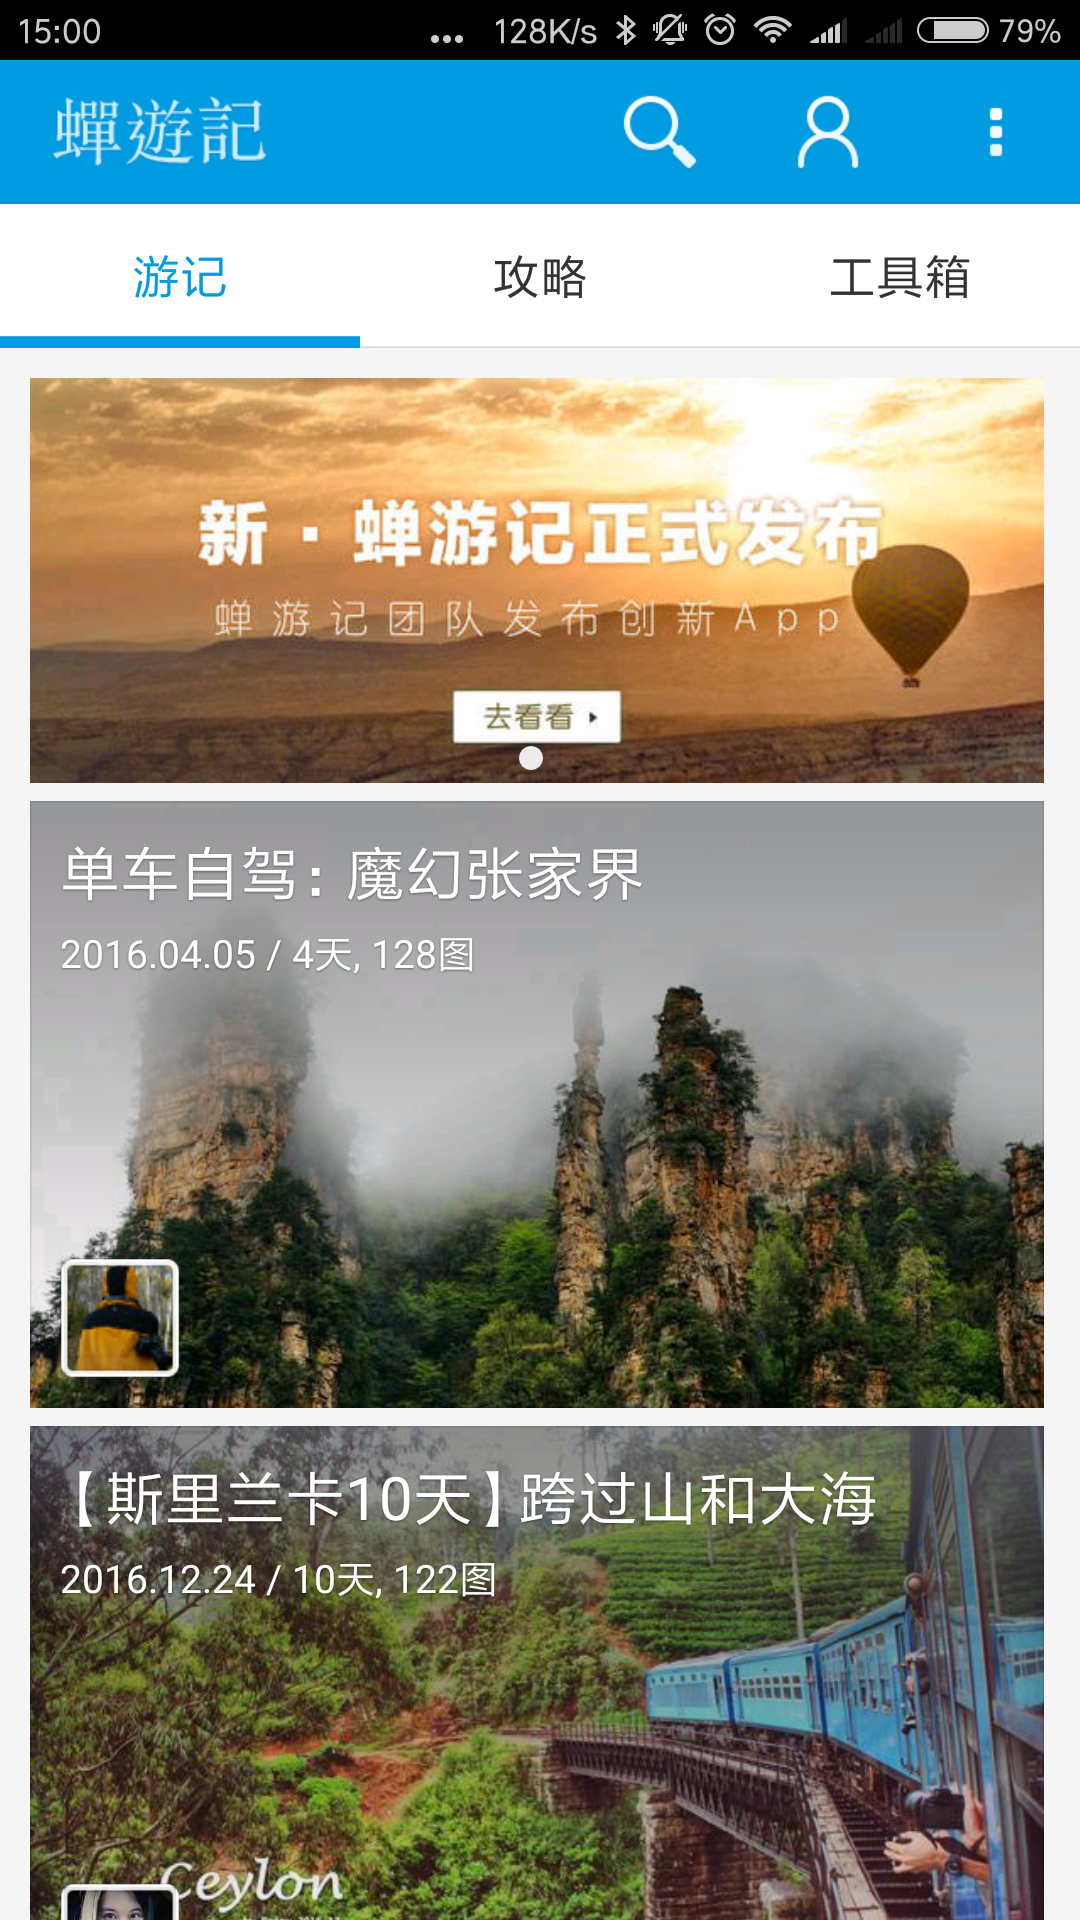 15:00
... 128K/s 79%
蟬遊記
游记
攻略
工具箱
新·蝉游记正式发布
蝉游记团队发布创新App
去看看
单车自驾：魔幻张家界
2016.04.05 / 4天, 128图
【斯里兰卡10天】跨过山和大海
2016.12.24 / 10天, 122图
Ceylon